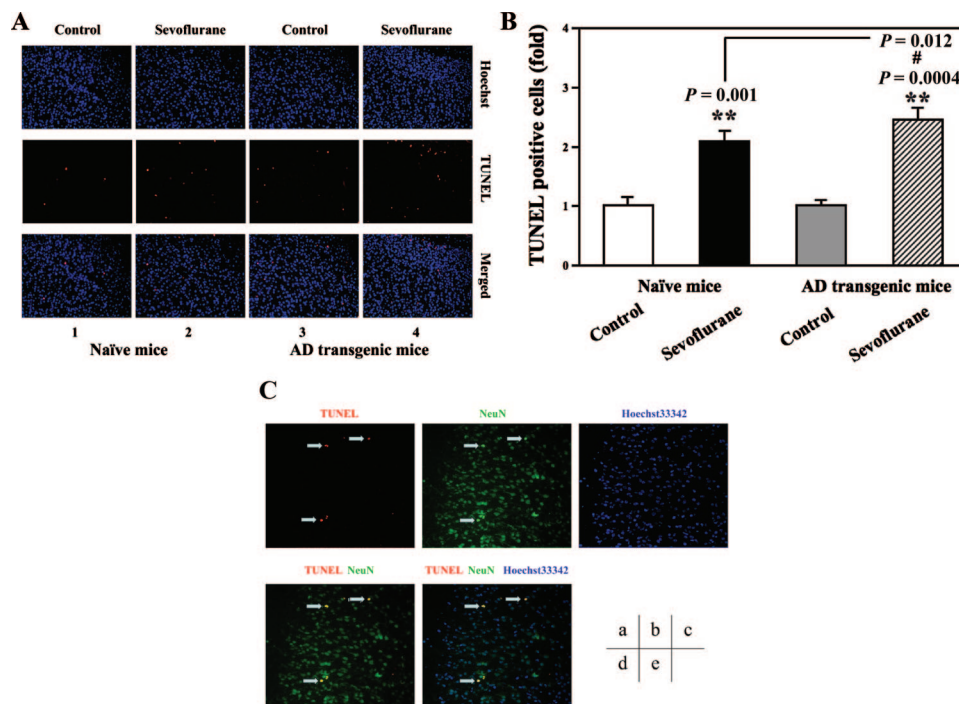 A
Control Sevoflurane Control Sevoflurane
Hoechst
TUNEL
Merged
1 2 3 4
Naïve mice AD transgenic mice
B
TUNEL positive cells (fold)
4
3
2
1
0
P = 0.012
#
P = 0.001
P = 0.0004
**
**
Naïve mice AD transgenic mice
Control Sevoflurane Control Sevoflurane
C
TUNEL NeuN Hoechst33342
TUNEL NeuN TUNEL NeuN Hoechst33342
a b c
d e